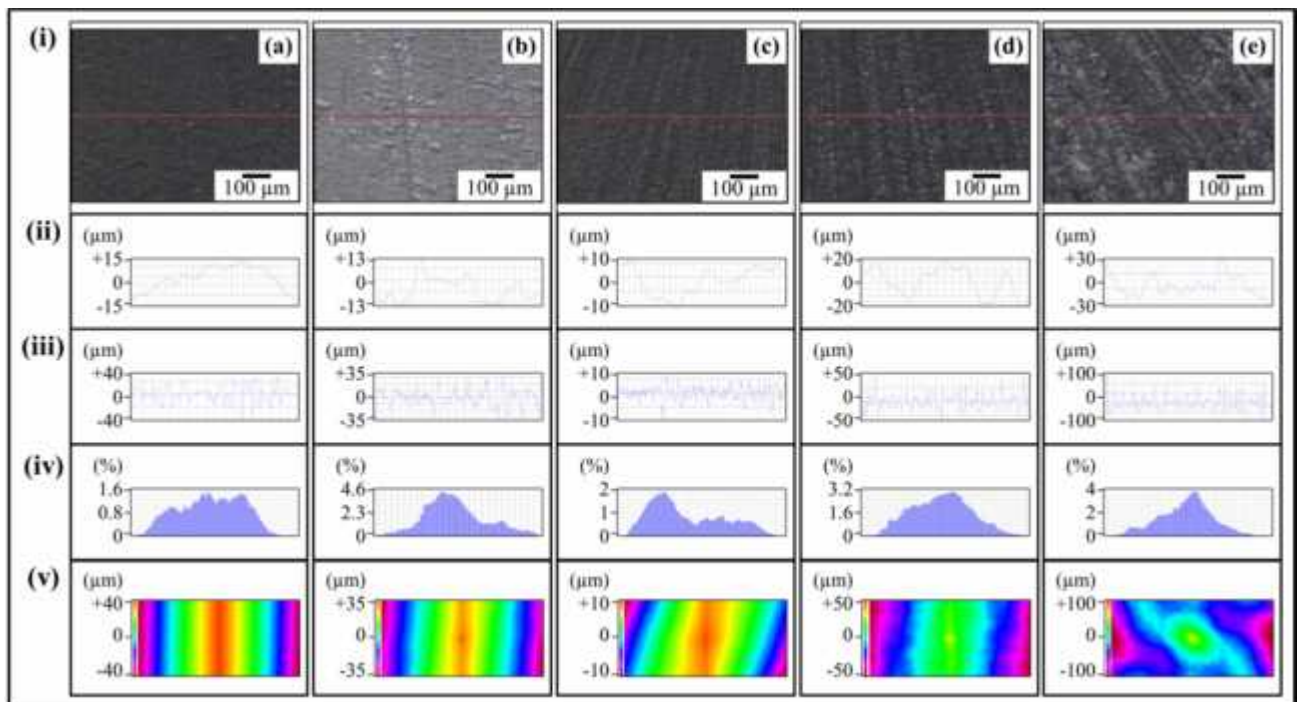 (i) (a) (b) (c) (d) (e)
100 µm 100 µm 100 µm 100 µm 100 µm
(ii) (µm) (µm) (µm) (µm) (µm)
+15 +13 +10 +20 +30
0 0 0 0 0
-15 -13 -10 -20 -30
(iii) (µm) (µm) (µm) (µm) (µm)
+40 +35 +10 +50 +100
0 0 0 0 0
-40 -35 -10 -50 -100
(iv) (%) (%) (%) (%) (%)
1.6 4.6 2 3.2 4
0.8 2.3 1 1.6 2
0 0 0 0 0
(v) (µm) (µm) (µm) (µm) (µm)
+40 +35 +10 +50 +100
0 0 0 0 0
-40 -35 -10 -50 -100